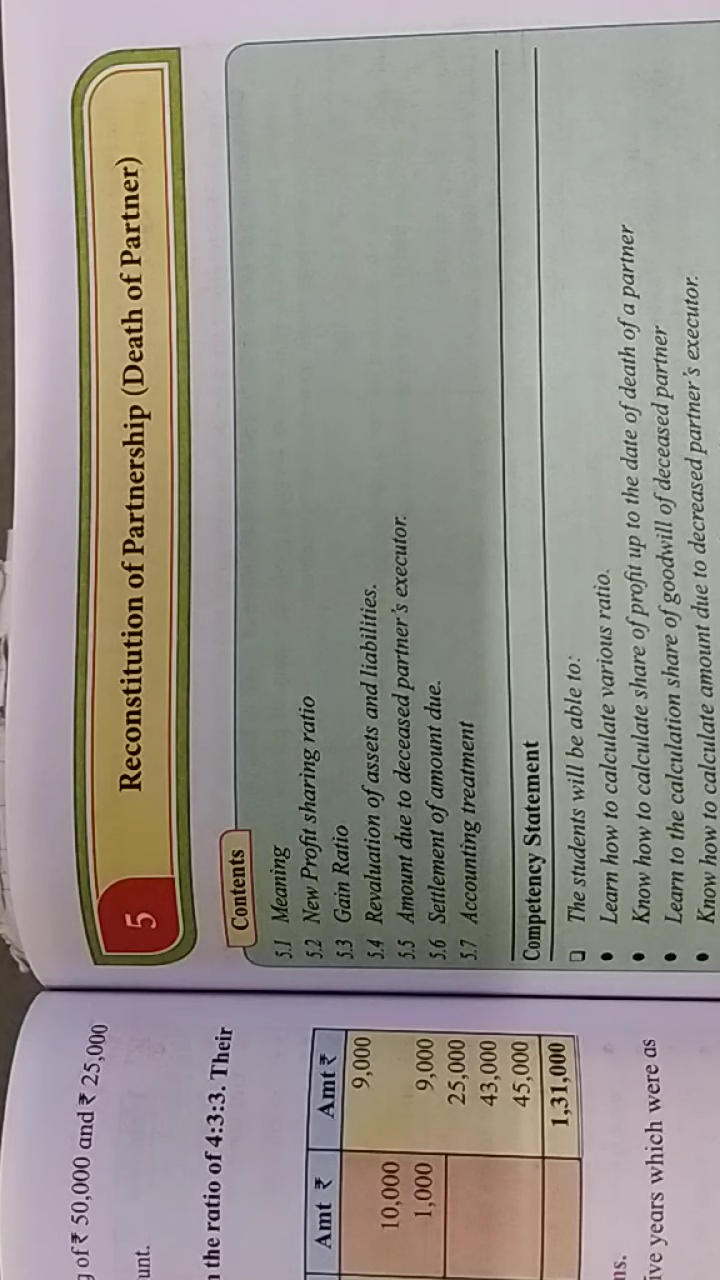 g of ₹ 50,000 and ₹ 25,000
unt.
the ratio of 4:3:3. Their
Amt ₹ Amt ₹
9,000
10,000
1,000 9,000
25,000
43,000
45,000
1,31,000
ns.
ve years which were as
5 Reconstitution of Partnership (Death of Partner)
Contents
5.1 Meaning
5.2 New Profit sharing ratio
5.3 Gain Ratio
5.4 Revaluation of assets and liabilities.
5.5 Amount due to deceased partner's executor.
5.6 Settlement of amount due.
5.7 Accounting treatment
Competency Statement
❑ The students will be able to:
• Learn how to calculate various ratio.
• Know how to calculate share of profit up to the date of death of a partner
• Learn to the calculation share of goodwill of deceased partner
• Know how to calculate amount due to decreased partner's executor.